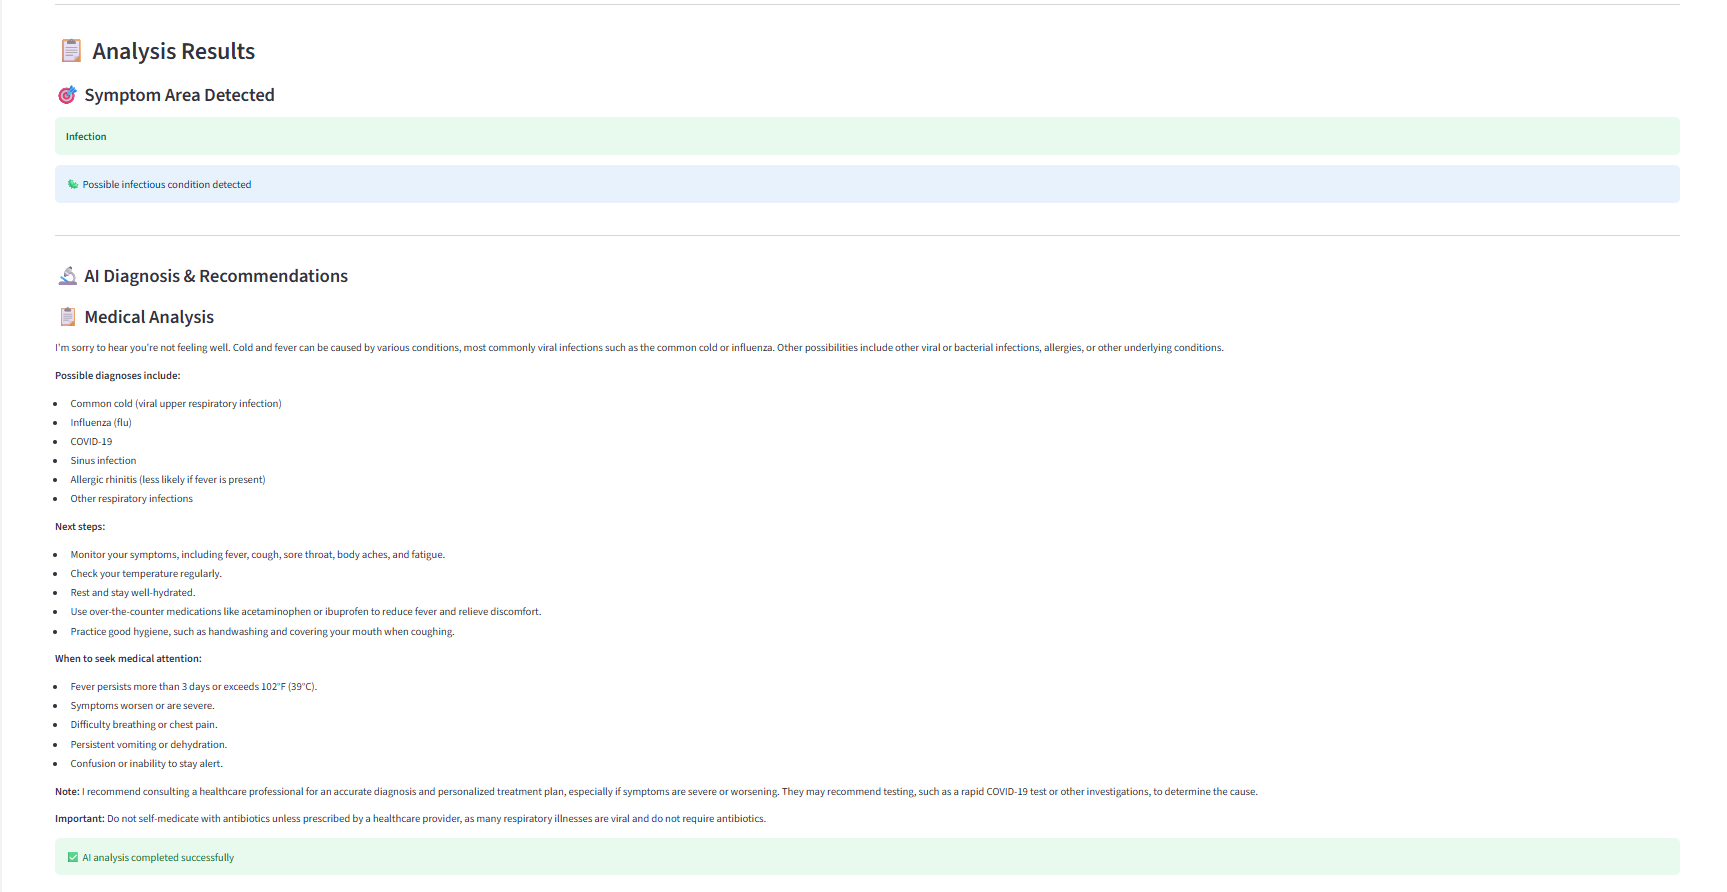 Analysis Results
Symptom Area Detected
Infection
Possible infectious condition detected
AI Diagnosis & Recommendations
Medical Analysis
I'm sorry to hear you're not feeling well. Cold and fever can be caused by various conditions, most commonly viral infections such as the common cold or influenza. Other possibilities include other viral or bacterial infections, allergies, or other underlying conditions.
Possible diagnoses include:
• Common cold (viral upper respiratory infection)
• Influenza (flu)
• COVID-19
• Sinus infection
• Allergic rhinitis (less likely if fever is present)
• Other respiratory infections
Next steps:
• Monitor your symptoms, including fever, cough, sore throat, body aches, and fatigue.
• Check your temperature regularly.
• Rest and stay well-hydrated.
• Use over-the-counter medications like acetaminophen or ibuprofen to reduce fever and relieve discomfort.
• Practice good hygiene, such as handwashing and covering your mouth when coughing.
When to seek medical attention:
• Fever persists more than 3 days or exceeds 102°F (39°C).
• Symptoms worsen or are severe.
• Difficulty breathing or chest pain.
• Persistent vomiting or dehydration.
• Confusion or inability to stay alert.
Note: I recommend consulting a healthcare professional for an accurate diagnosis and personalized treatment plan, especially if symptoms are severe or worsening. They may recommend testing, such as a rapid COVID-19 test or other investigations, to determine the cause.
Important: Do not self-medicate with antibiotics unless prescribed by a healthcare provider, as many respiratory illnesses are viral and do not require antibiotics.
AI analysis completed successfully